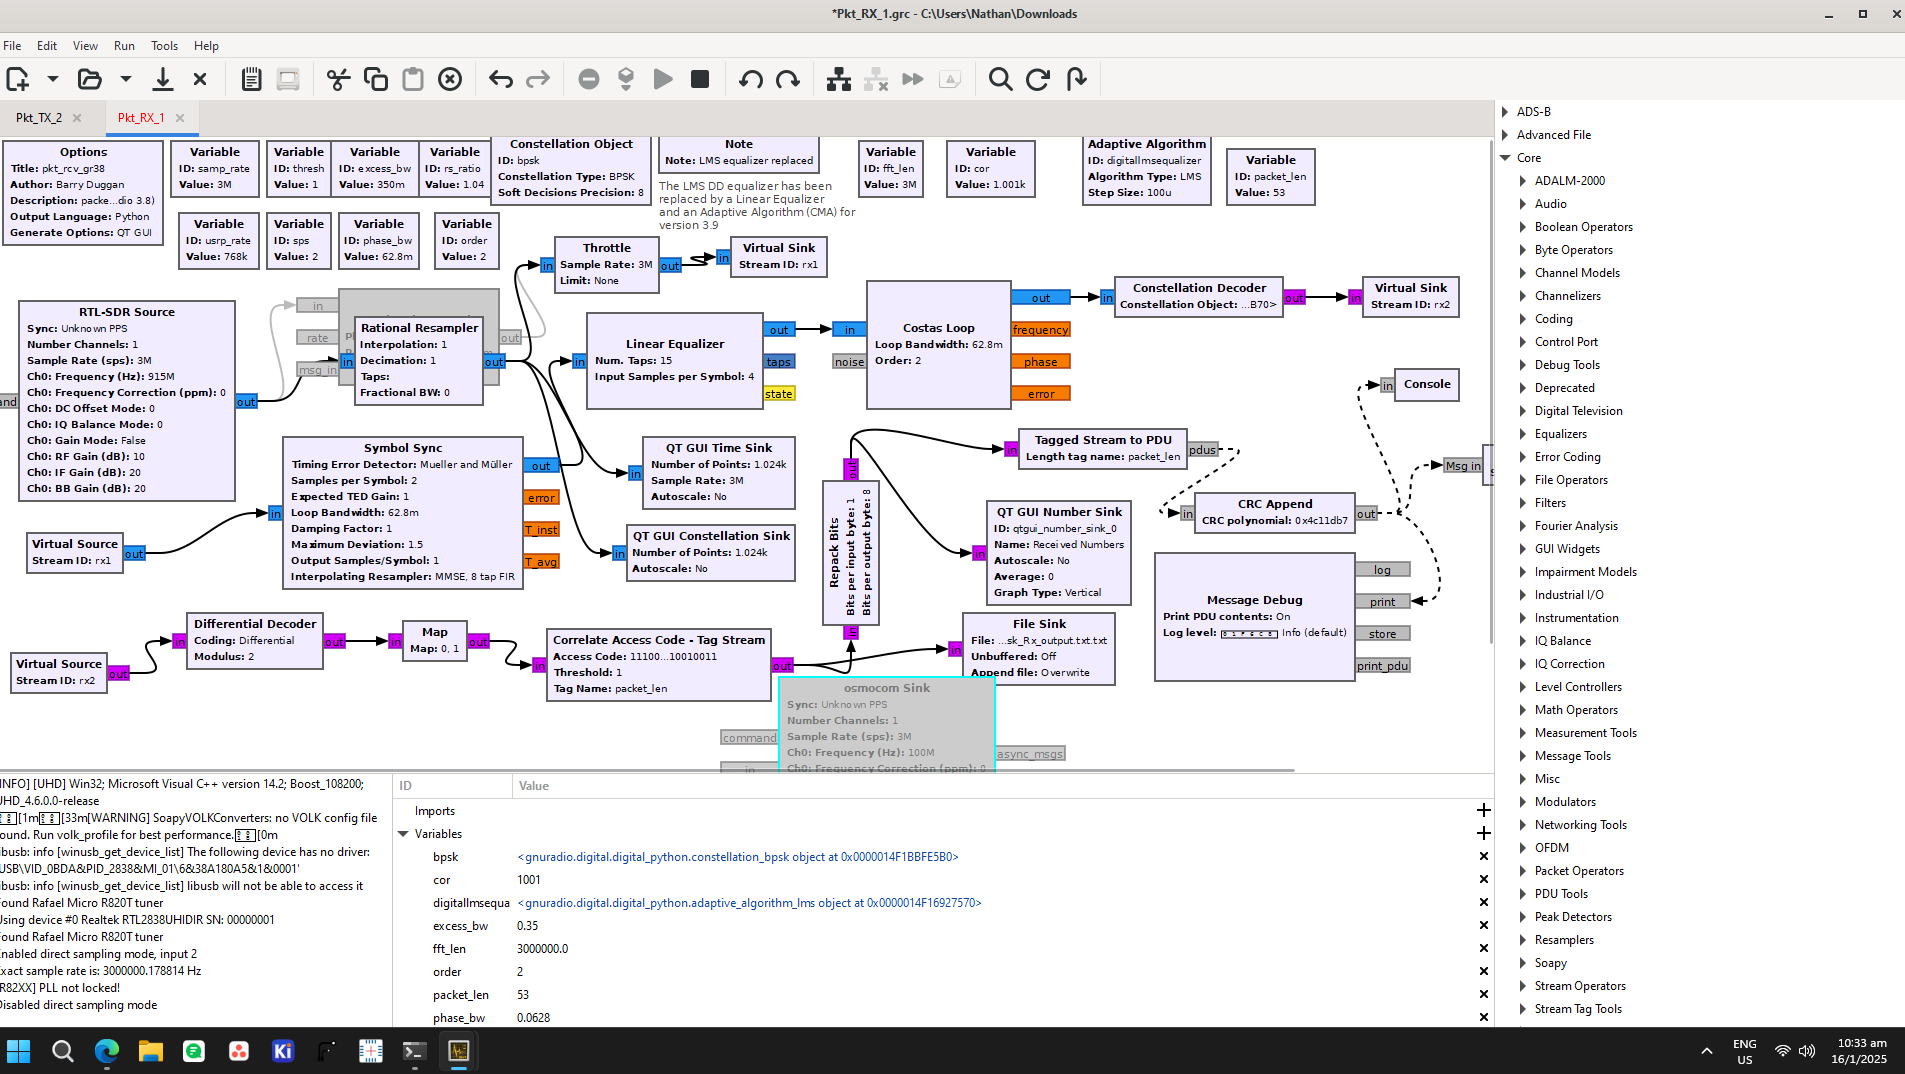 *Pkt_RX_1.grc - C:\Users\Nathan\Downloads
File Edit View Run Tools Help
Pkt_TX_2
Pkt_RX_1
Options
Title: pkt_rcv_gr38
Author: Barry Duggan
Description: packe...dio 3.8)
Output Language: Python
Generate Options: QT GUI
Variable
ID: samp_rate
Value: 3M
Variable
ID: thresh
Value: 1
Variable
ID: excess_bw
Value: 350m
Variable
ID: rs_ratio
Value: 1.04
Constellation Object
ID: bpsk
Constellation Type: BPSK
Soft Decisions Precision: 8
Note
Note: LMS equalizer replaced
The LMS DD equalizer has been
replaced by a Linear Equalizer
and an Adaptive Algorithm (CMA) for
version 3.9
Variable
ID: fft_len
Value: 3M
Variable
ID: cor
Value: 1.001k
Adaptive Algorithm
ID: digitallmsequalizer
Algorithm Type: LMS
Step Size: 100u
Variable
ID: packet_len
Value: 53
Variable
ID: usrp_rate
Value: 768k
Variable
ID: sps
Value: 2
Variable
ID: phase_bw
Value: 62.8m
Variable
ID: order
Value: 2
in
Throttle
Sample Rate: 3M
Limit: None
out
in
Virtual Sink
Stream ID: rx1
RTL-SDR Source
Sync: Unknown PPS
Number Channels: 1
Sample Rate (sps): 3M
Ch0: Frequency (Hz): 915M
Ch0: Frequency Correction (ppm): 0
Ch0: DC Offset Mode: 0
Ch0: IQ Balance Mode: 0
Ch0: Gain Mode: False
Ch0: RF Gain (dB): 10
Ch0: IF Gain (dB): 20
Ch0: BB Gain (dB): 20
out
in
rate
msg_in
out
in
Rational Resampler
Interpolation: 1
Decimation: 1
Taps:
Fractional BW: 0
out
in
Linear Equalizer
Num. Taps: 15
Input Samples per Symbol: 4
out
taps
state
in
noise
Costas Loop
Loop Bandwidth: 62.8m
Order: 2
out
frequency
phase
error
in
Constellation Decoder
Constellation Object: ...B70>
out
in
Virtual Sink
Stream ID: rx2
in
Console
Virtual Source
Stream ID: rx1
out
in
Symbol Sync
Timing Error Detector: Mueller and Müller
Samples per Symbol: 2
Expected TED Gain: 1
Loop Bandwidth: 62.8m
Damping Factor: 1
Maximum Deviation: 1.5
Output Samples/Symbol: 1
Interpolating Resampler: MMSE, 8 tap FIR
out
error
T_inst
T_avg
in
QT GUI Time Sink
Number of Points: 1.024k
Sample Rate: 3M
Autoscale: No
in
QT GUI Constellation Sink
Number of Points: 1.024k
Autoscale: No
out
Repack Bits
Bits per input byte: 1
Bits per output byte: 8
in
in
Tagged Stream to PDU
Length tag name: packet_len
pdus
in
QT GUI Number Sink
ID: qtgui_number_sink_0
Name: Received Numbers
Autoscale: No
Average: 0
Graph Type: Vertical
in
CRC Append
CRC polynomial: 0x4c11db7
out
Msg in
Message Debug
Print PDU contents: On
Log level: Info (default)
log
print
store
print_pdu
Virtual Source
Stream ID: rx2
out
in
Differential Decoder
Coding: Differential
Modulus: 2
out
in
Map
Map: 0, 1
out
in
Correlate Access Code - Tag Stream
Access Code: 11100...10010011
Threshold: 1
Tag Name: packet_len
out
in
File Sink
File: ...sk_Rx_output.txt.txt
Unbuffered: Off
Append file: Overwrite
osmocom Sink
Sync: Unknown PPS
Number Channels: 1
Sample Rate (sps): 3M
Ch0: Frequency (Hz): 100M
Ch0: Frequency Correction (ppm): 0
command
in
async_msgs
ADS-B
Advanced File
Core
ADALM-2000
Audio
Boolean Operators
Byte Operators
Channel Models
Channelizers
Coding
Control Port
Debug Tools
Deprecated
Digital Television
Equalizers
Error Coding
File Operators
Filters
Fourier Analysis
GUI Widgets
Impairment Models
Industrial I/O
Instrumentation
IQ Balance
IQ Correction
Level Controllers
Math Operators
Measurement Tools
Message Tools
Misc
Modulators
Networking Tools
OFDM
Packet Operators
PDU Tools
Peak Detectors
Resamplers
Soapy
Stream Operators
Stream Tag Tools
INFO] [UHD] Win32; Microsoft Visual C++ version 14.2; Boost_108200;
UHD_4.6.0.0-release
[1m[33m[WARNING] SoapyVOLKConverters: no VOLK config file
ound. Run volk_profile for best performance.[0m
ibusb: info [winusb_get_device_list] The following device has no driver:
USB\VID_0BDA&PID_2838&MI_01\6&38A180A5&1&0001'
ibusb: info [winusb_get_device_list] libusb will not be able to access it
Found Rafael Micro R820T tuner
Using device #0 Realtek RTL2838UHIDIR SN: 00000001
Found Rafael Micro R820T tuner
Enabled direct sampling mode, input 2
Exact sample rate is: 3000000.178814 Hz
R82XX] PLL not locked!
Disabled direct sampling mode
ID Value
Imports
Variables
bpsk <gnuradio.digital.digital_python.constellation_bpsk object at 0x0000014F1BBFE5B0>
cor 1001
digitallmsequa <gnuradio.digital.digital_python.adaptive_algorithm_lms object at 0x0000014F16927570>
excess_bw 0.35
fft_len 3000000.0
order 2
packet_len 53
phase_bw 0.0628
Ki
ENG
US
10:33 am
16/1/2025